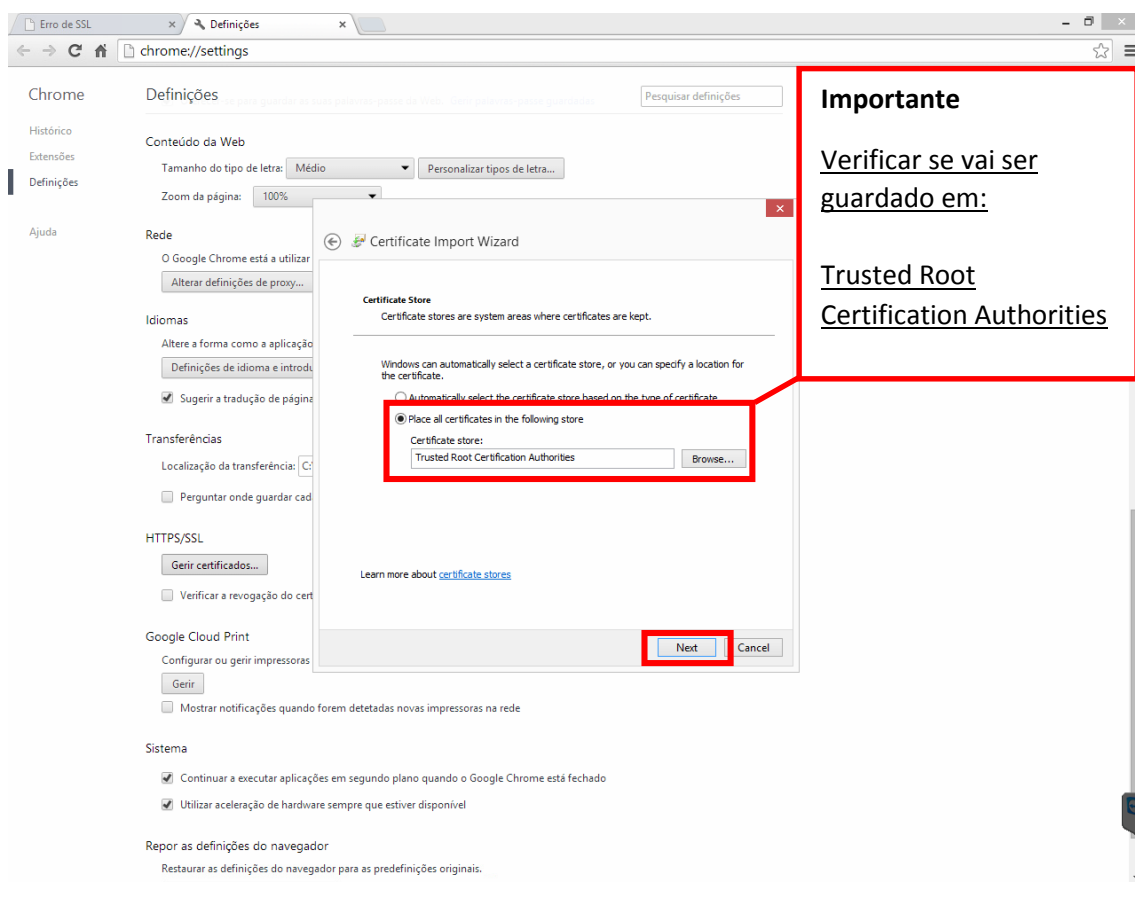 Erro de SSL
Definições
chrome://settings
Chrome
Histórico
Extensões
Definições
Ajuda
Definições
Pesquisar definições
Conteúdo da Web
Tamanho do tipo de letra: Médio
Personalizar tipos de letra...
Zoom da página: 100%
Rede
O Google Chrome está a utilizar
Alterar definições de proxy...
Idiomas
Altere a forma como a aplicação
Definições de idioma e introdu
Sugerir a tradução de página
Transferências
Localização da transferência: C:
Perguntar onde guardar cad
HTTPS/SSL
Gerir certificados...
Verificar a revogação do cert
Google Cloud Print
Configurar ou gerir impressoras
Gerir
Mostrar notificações quando forem detetadas novas impressoras na rede
Sistema
Continuar a executar aplicações em segundo plano quando o Google Chrome está fechado
Utilizar aceleração de hardware sempre que estiver disponível
Repor as definições do navegador
Restaurar as definições do navegador para as predefinições originais.
Certificate Import Wizard
Certificate Store
Certificate stores are system areas where certificates are kept.
Windows can automatically select a certificate store, or you can specify a location for
the certificate.
Automatically select the certificate store based on the type of certificate
Place all certificates in the following store
Certificate store:
Trusted Root Certification Authorities
Browse...
Learn more about certificate stores
Next
Cancel
Importante
Verificar se vai ser
guardado em:
Trusted Root
Certification Authorities